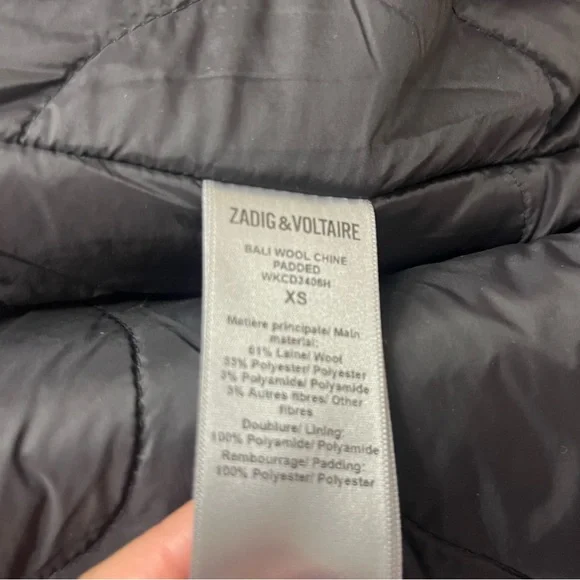 ZADIG&VOLTAIRE
BALI WOOL CHINE
PADDED
WKCD3406H
XS
Matière principale/ Main
material:
61% Laine/ Wool
33% Polyester/ Polyester
3% Polyamide/ Polyamide
3% Autres fibres/ Other
fibres
Doublure/ Lining:
100% Polyamide/ Polyamide
Rembourrage/ Padding:
100% Polyester/ Polyester